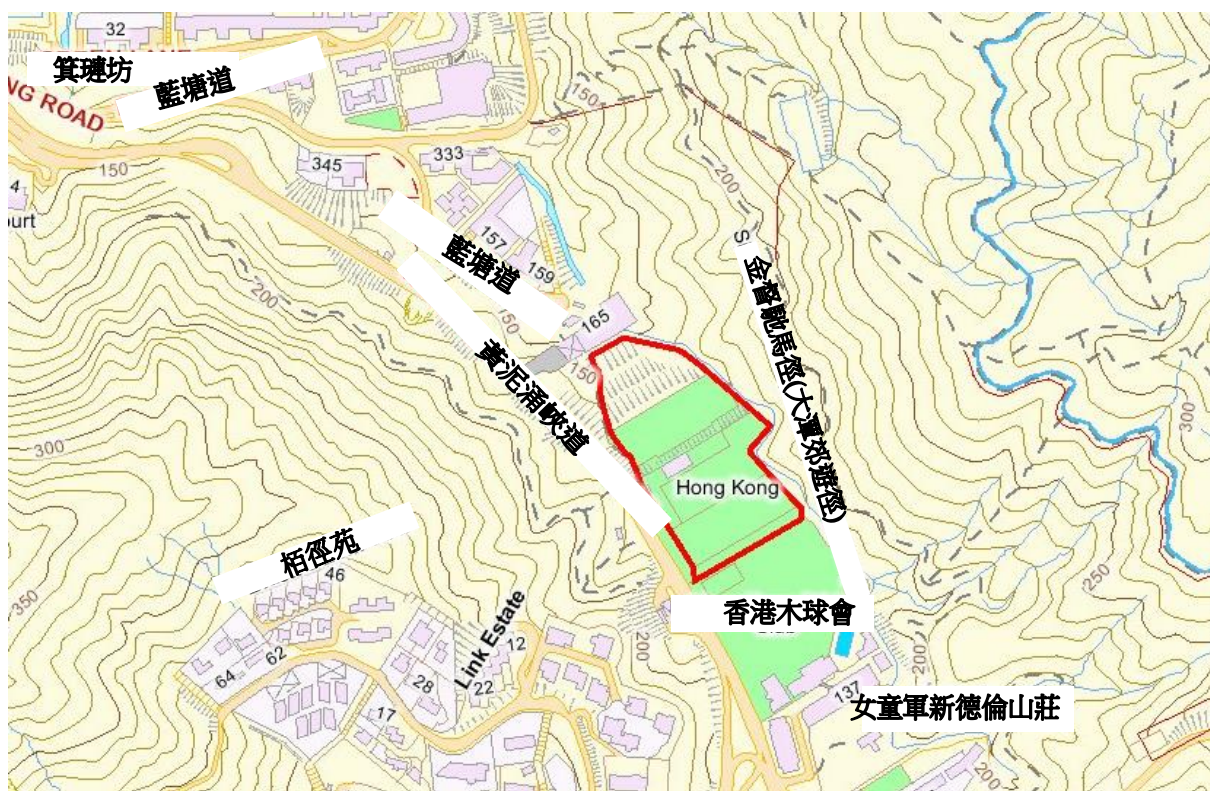 32
箕璉坊
藍塘道
NG ROAD
150
150
345
333
4
ourt
200
157
159
藍塘道
200
S
金督馳馬徑(大潭郊遊徑)
150
165
黃泥涌峽道
150
300
300
Hong Kong
栢徑苑
46
250
350
香港木球會
Link Estate
12
200
62
64
28
22
17
137
200
女童軍新德倫山莊
200